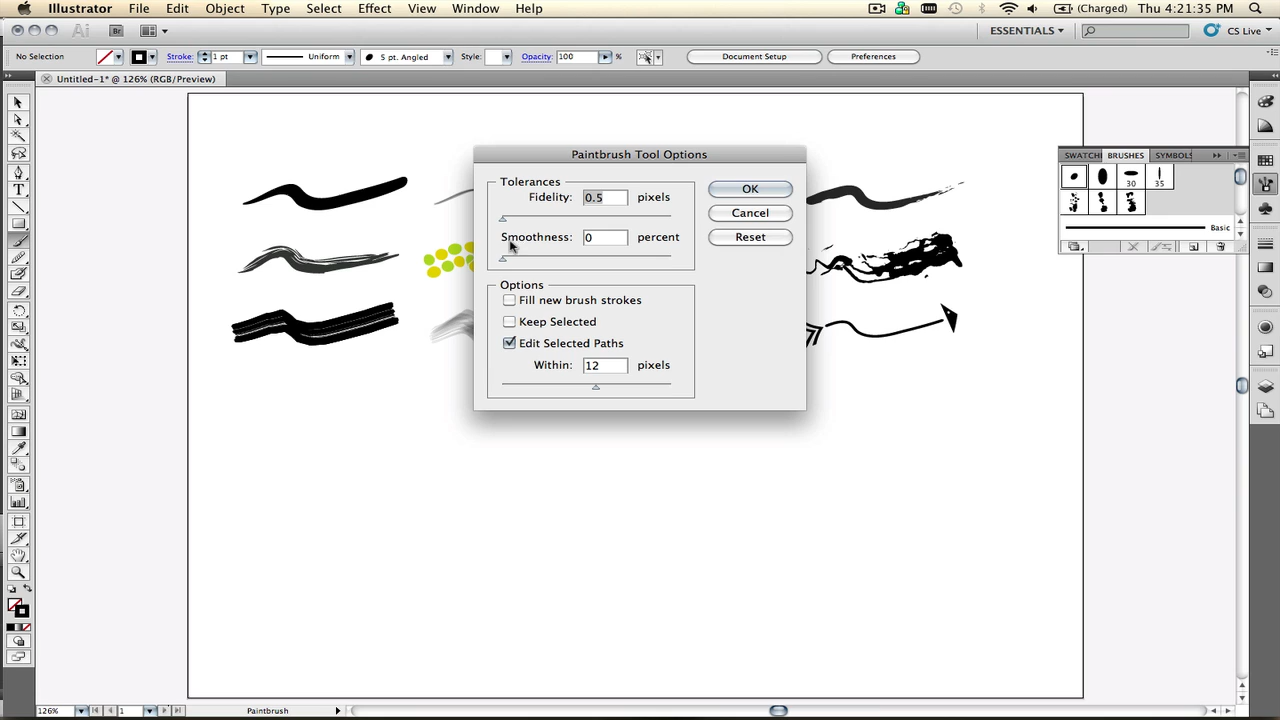 Illustrator File Edit Object Type Select Effect View Window Help (Charged) Thu 4:21:35 PM
Ai Br ESSENTIALS CS Live
No Selection Stroke: 1 pt Uniform 5 pt. Angled Style: Opacity: 100 % Document Setup Preferences
Untitled-1* @ 126% (RGB/Preview)
Paintbrush Tool Options
SWATCH BRUSHES SYMBOLS
Tolerances
Fidelity: 0.5 pixels
OK
30 35
Cancel
Smoothness: 0 percent
Reset
Basic
Options
Fill new brush strokes
Keep Selected
Edit Selected Paths
Within: 12 pixels
126% 1 Paintbrush